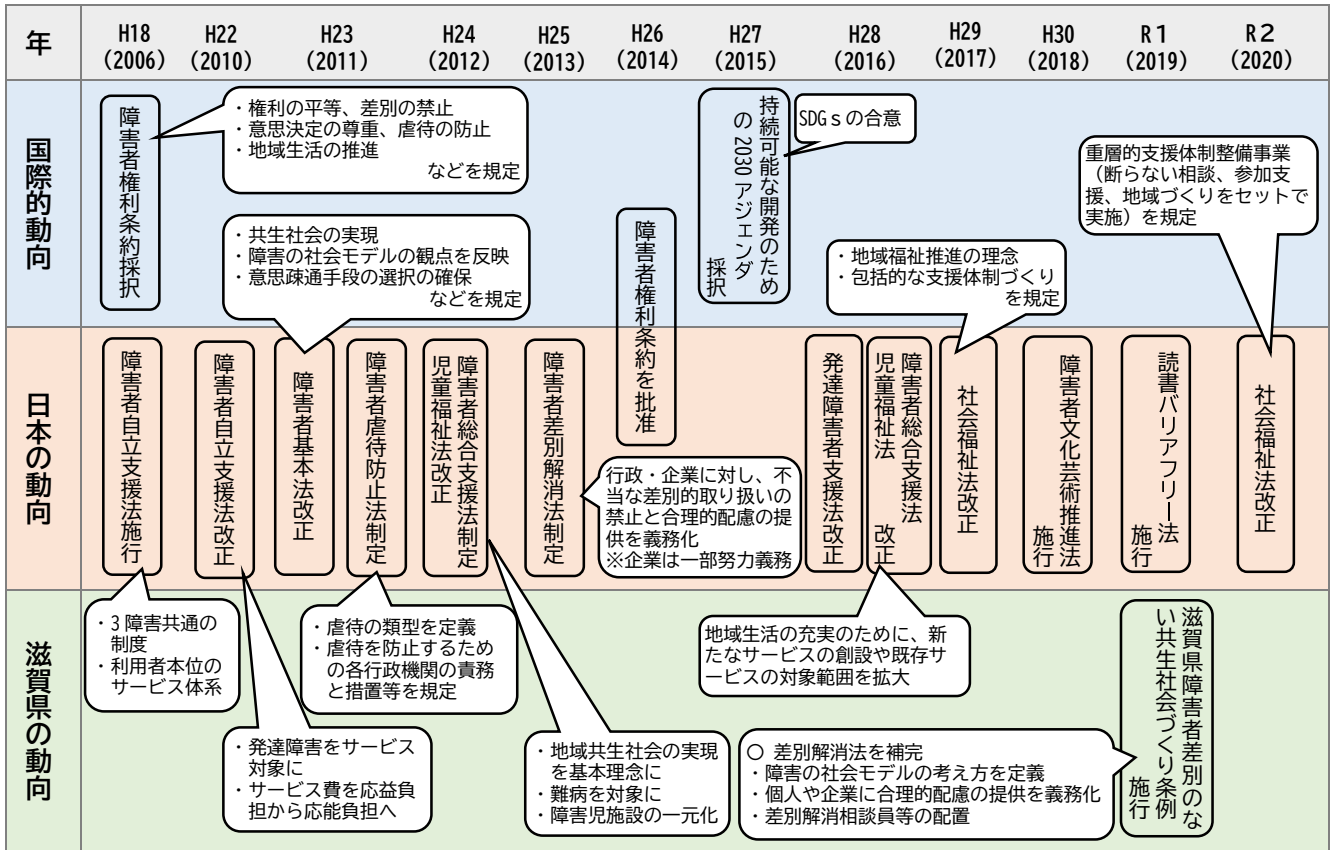 年
H18
(2006)
H22
(2010)
H23
(2011)
H24
(2012)
H25
(2013)
H26
(2014)
H27
(2015)
H28
(2016)
H29
(2017)
H30
(2018)
R1
(2019)
R2
(2020)
国際的動向
障害者権利条約採択
・権利の平等、差別の禁止
・意思決定の尊重、虐待の防止
・地域生活の推進
などを規定
・共生社会の実現
・障害の社会モデルの観点を反映
・意思疎通手段の選択の確保
などを規定
障害者権利条約を批准
持続可能な開発のため
の2030アジェンダ
採択
SDGsの合意
・地域福祉推進の理念
・包括的な支援体制づくり
を規定
重層的支援体制整備事業
（断らない相談、参加支
援、地域づくりをセットで
実施）を規定
日本の動向
障害者自立支援法施行
障害者自立支援法改正
障害者基本法改正
障害者虐待防止法制定
障害者総合支援法制定
児童福祉法改正
障害者差別解消法制定
行政・企業に対し、不
当な差別的取り扱いの
禁止と合理的配慮の提
供を義務化
※企業は一部努力義務
発達障害者支援法改正
障害者総合支援法
児童福祉法　改正
社会福祉法改正
障害者文化芸術推進法
施行
読書バリアフリー法
施行
社会福祉法改正
滋賀県の動向
・3障害共通の
制度
・利用者本位の
サービス体系
・発達障害をサービス
対象に
・サービス費を応益負
担から応能負担へ
・虐待の類型を定義
・虐待を防止するため
の各行政機関の責務
と措置等を規定
・地域共生社会の実現
を基本理念に
・難病を対象に
・障害児施設の一元化
地域生活の充実のために、新
たなサービスの創設や既存サ
ービスの対象範囲を拡大
〇 差別解消法を補完
・障害の社会モデルの考え方を定義
・個人や企業に合理的配慮の提供を義務化
・差別解消相談員等の配置
滋賀県障害者差別のな
い共生社会づくり条例
施行